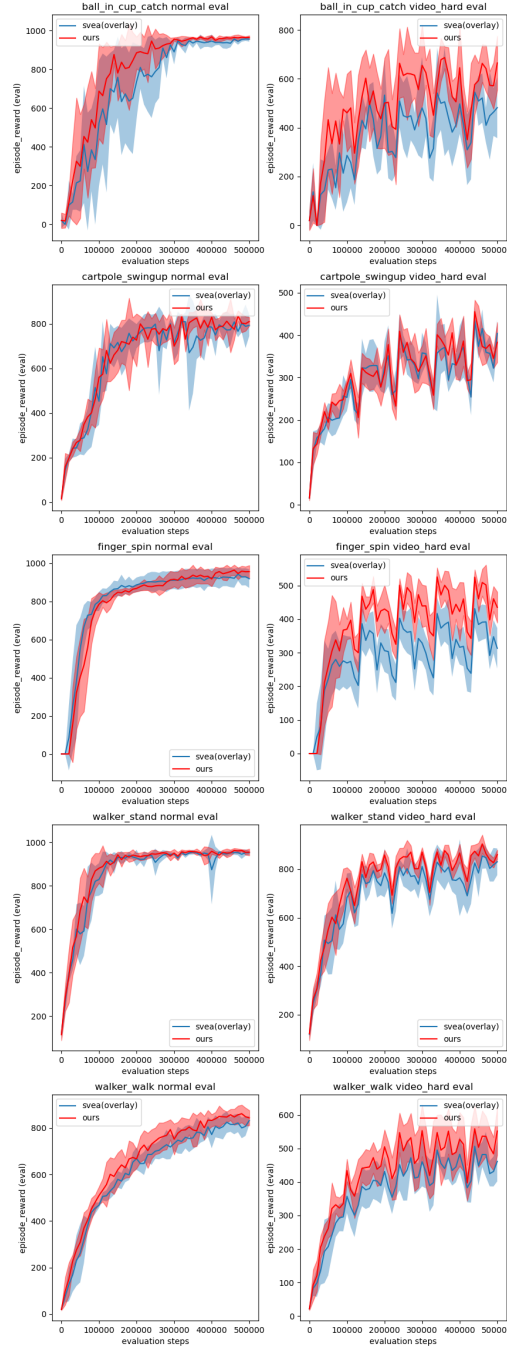 ball_in_cup_catch normal eval
svea(overlay)
ours
1000
800
600
400
200
0
episode_reward (eval)
0 100000 200000 300000 400000 500000
evaluation steps
ball_in_cup_catch video_hard eval
svea(overlay)
ours
800
600
400
200
0
episode_reward (eval)
0 100000 200000 300000 400000 500000
evaluation steps
cartpole_swingup normal eval
svea(overlay)
ours
800
600
400
200
0
episode_reward (eval)
0 100000 200000 300000 400000 500000
evaluation steps
cartpole_swingup video_hard eval
svea(overlay)
ours
500
400
300
200
100
0
episode_reward (eval)
0 100000 200000 300000 400000 500000
evaluation steps
finger_spin normal eval
1000
800
600
400
200
0
episode_reward (eval)
svea(overlay)
ours
0 100000 200000 300000 400000 500000
evaluation steps
finger_spin video_hard eval
svea(overlay)
ours
500
400
300
200
100
0
episode_reward (eval)
0 100000 200000 300000 400000 500000
evaluation steps
walker_stand normal eval
1000
800
600
400
200
episode_reward (eval)
svea(overlay)
ours
0 100000 200000 300000 400000 500000
evaluation steps
walker_stand video_hard eval
800
600
400
200
episode_reward (eval)
svea(overlay)
ours
0 100000 200000 300000 400000 500000
evaluation steps
walker_walk normal eval
svea(overlay)
ours
800
600
400
200
0
episode_reward (eval)
0 100000 200000 300000 400000 500000
evaluation steps
walker_walk video_hard eval
svea(overlay)
ours
600
500
400
300
200
100
0
episode_reward (eval)
0 100000 200000 300000 400000 500000
evaluation steps